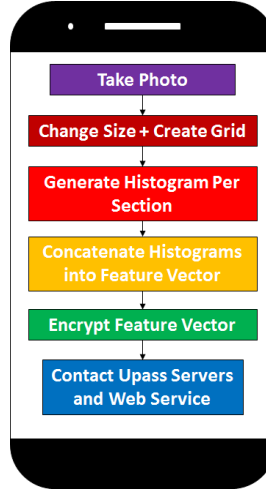 Take Photo
Change Size + Create Grid
Generate Histogram Per
Section
Concatenate Histograms
into Feature Vector
Encrypt Feature Vector
Contact Upass Servers
and Web Service